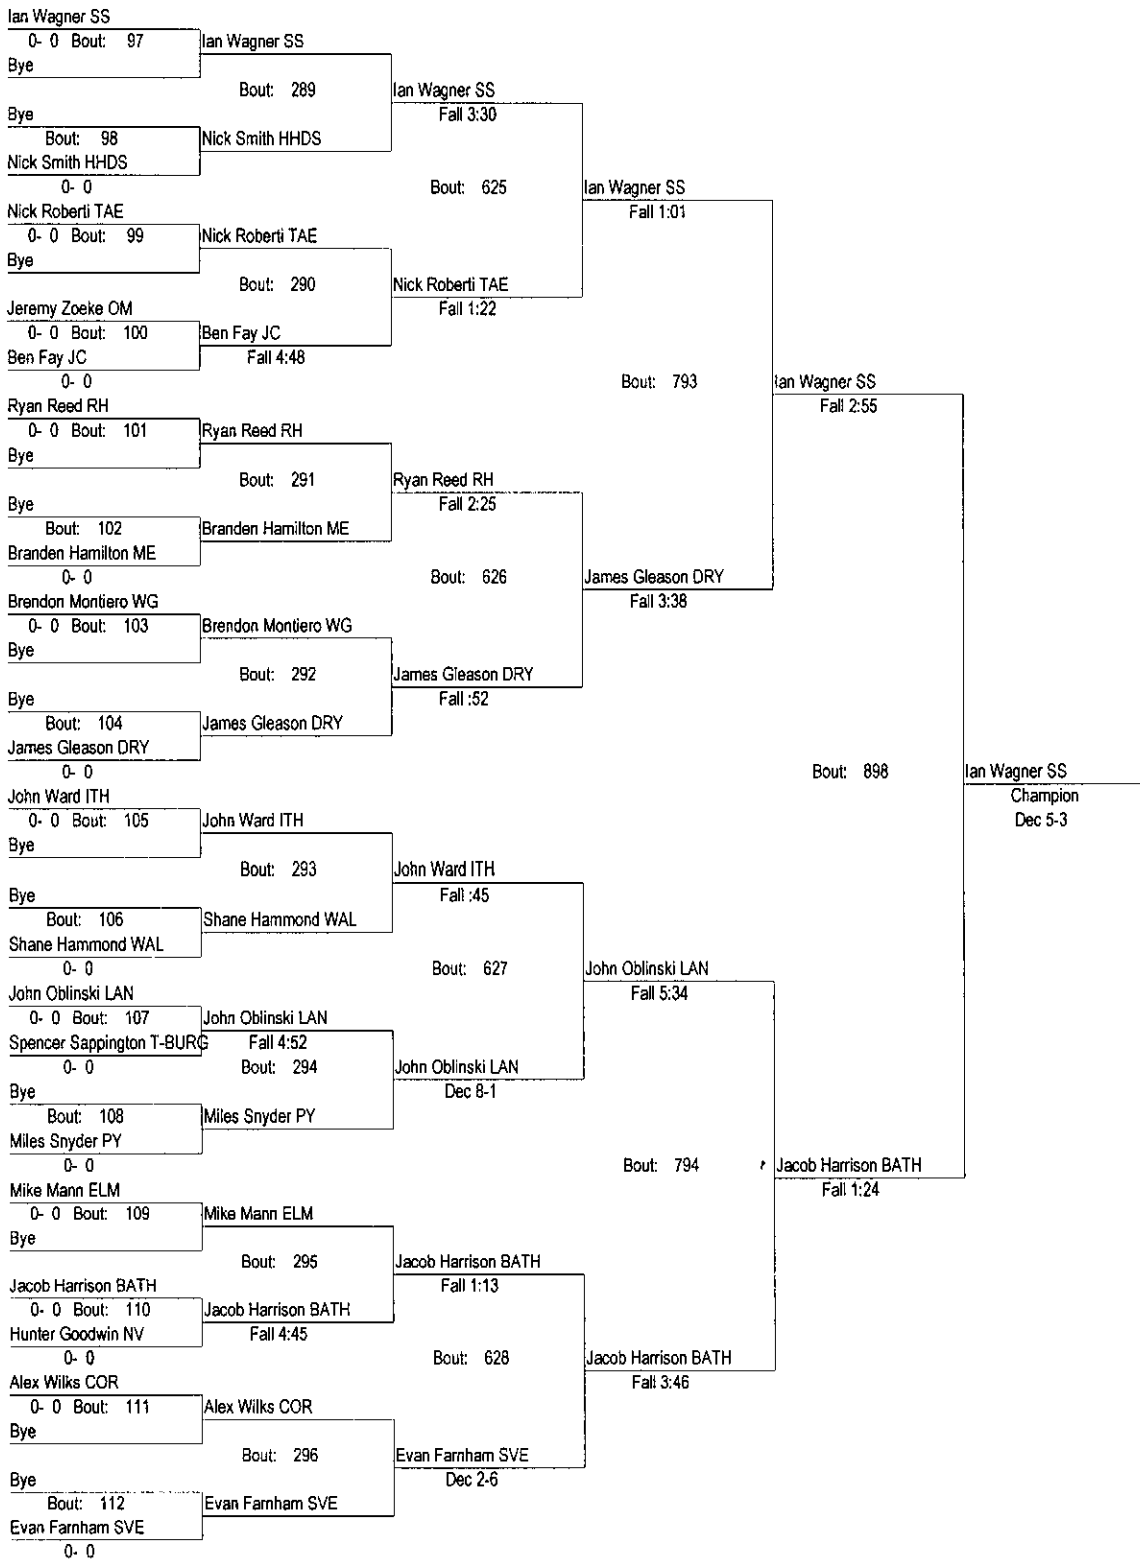 Ian Wagner SS
0- 0 Bout: 97
Bye
Ian Wagner SS
Bout: 289
Bye
Bout: 98
Nick Smith HHDS
0- 0
Nick Smith HHDS
Ian Wagner SS
Fall 3:30
Bout: 625
Nick Roberti TAE
0- 0 Bout: 99
Bye
Nick Roberti TAE
Bout: 290
Jeremy Zoeke OM
0- 0 Bout: 100
Ben Fay JC
0- 0
Ben Fay JC
Fall 4:48
Nick Roberti TAE
Fall 1:22
Ian Wagner SS
Fall 1:01
Bout: 793
Ryan Reed RH
0- 0 Bout: 101
Bye
Ryan Reed RH
Bout: 291
Bye
Bout: 102
Branden Hamilton ME
0- 0
Branden Hamilton ME
Ryan Reed RH
Fall 2:25
Bout: 626
Brendon Montiero WG
0- 0 Bout: 103
Bye
Brendon Montiero WG
Bout: 292
Bye
Bout: 104
James Gleason DRY
0- 0
James Gleason DRY
James Gleason DRY
Fall :52
James Gleason DRY
Fall 3:38
Ian Wagner SS
Fall 2:55
Bout: 898
Ian Wagner SS
Champion
Dec 5-3
John Ward ITH
0- 0 Bout: 105
Bye
John Ward ITH
Bout: 293
Bye
Bout: 106
Shane Hammond WAL
0- 0
Shane Hammond WAL
John Ward ITH
Fall :45
Bout: 627
John Oblinski LAN
0- 0 Bout: 107
Spencer Sappington T-BURG
0- 0
John Oblinski LAN
Fall 4:52
Bout: 294
Bye
Bout: 108
Miles Snyder PY
0- 0
Miles Snyder PY
John Oblinski LAN
Dec 8-1
John Oblinski LAN
Fall 5:34
Bout: 794
Jacob Harrison BATH
Fall 1:24
Mike Mann ELM
0- 0 Bout: 109
Bye
Mike Mann ELM
Bout: 295
Jacob Harrison BATH
0- 0 Bout: 110
Hunter Goodwin NV
0- 0
Jacob Harrison BATH
Fall 4:45
Jacob Harrison BATH
Fall 1:13
Bout: 628
Jacob Harrison BATH
Fall 3:46
Alex Wilks COR
0- 0 Bout: 111
Bye
Alex Wilks COR
Bout: 296
Bye
Bout: 112
Evan Farnham SVE
0- 0
Evan Farnham SVE
Evan Farnham SVE
Dec 2-6